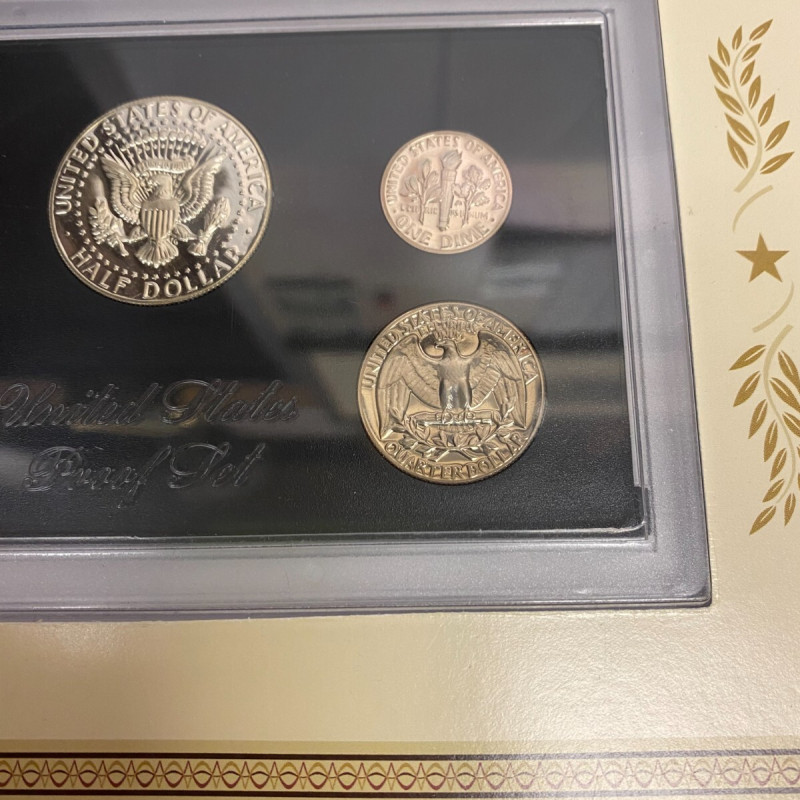 UNITED STATES OF AMERICA
HALF DOLLAR
UNITED STATES OF AMERICA
ONE DIME
UNITED STATES OF AMERICA
QUARTER DOLLAR
United States
Proof Set